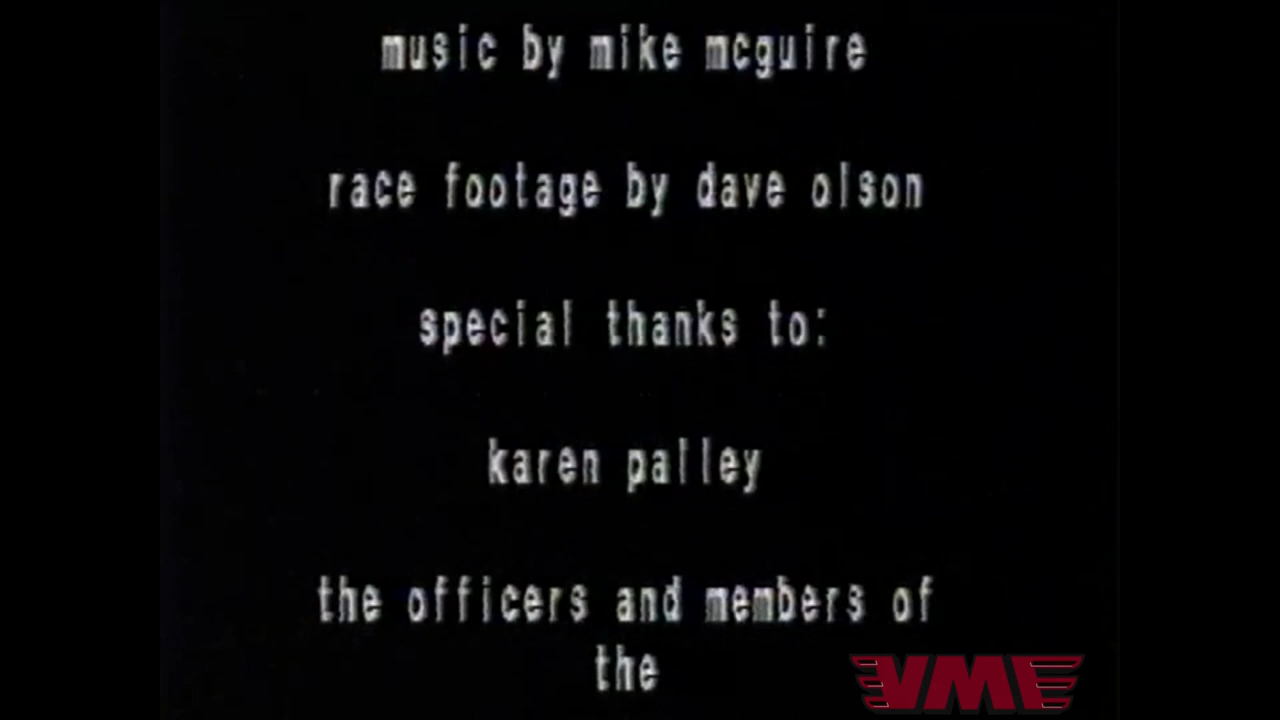 music by mike mcguire
race footage by dave olson
special thanks to:
karen palley
the officers and members of
the
VMF